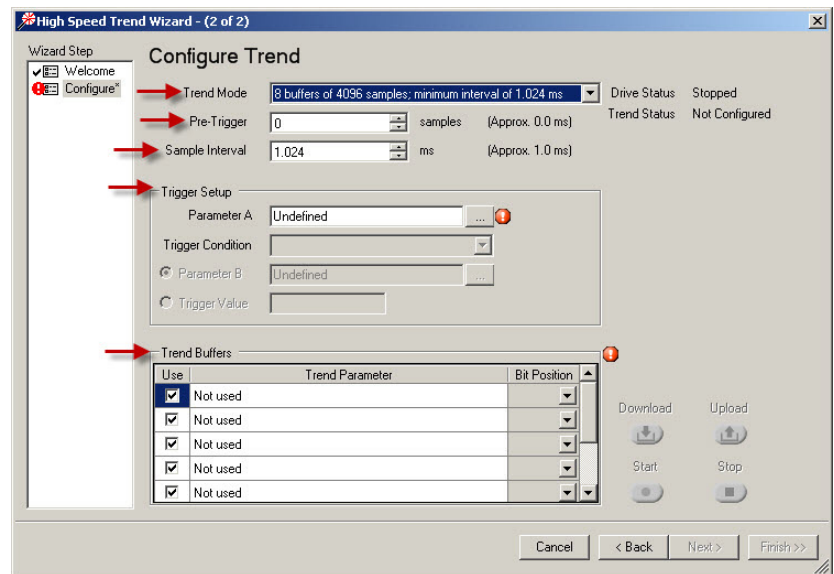 High Speed Trend Wizard - (2 of 2)
Wizard Step
Welcome
Configure*
Configure Trend
Trend Mode 8 buffers of 4096 samples; minimum interval of 1.024 ms
Drive Status Stopped
Pre-Trigger 0 samples (Approx. 0.0 ms)
Trend Status Not Configured
Sample Interval 1.024 ms (Approx. 1.0 ms)
Trigger Setup
Parameter A Undefined ...
Trigger Condition
Parameter B Undefined ...
Trigger Value
Trend Buffers
Use Trend Parameter Bit Position
Not used
Not used
Not used
Not used
Not used
Download Upload
Start Stop
Cancel < Back Next > Finish >>